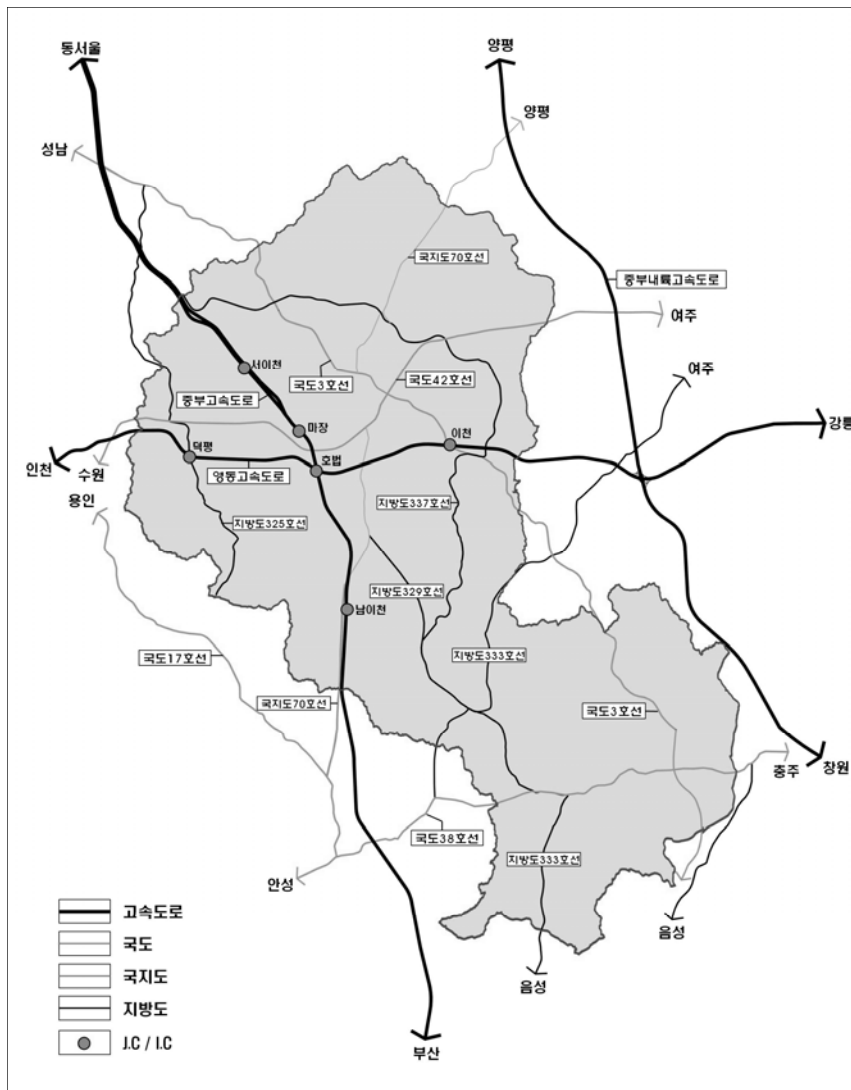 동서울
양평
양평
성남
국지도70호선
중부내륙고속도로
여주
서이천
국도3호선
국도42호선
여주
중부고속도로
마장
이천
강릉
덕평
호법
인천
수원
영동고속도로
용인
지방도337호선
지방도325호선
지방도329호선
남이천
지방도333호선
국도17호선
국지도70호선
국도3호선
충주
창원
국도38호선
지방도333호선
안성
고속도로
음성
국도
국지도
음성
지방도
J.C / I.C
부산